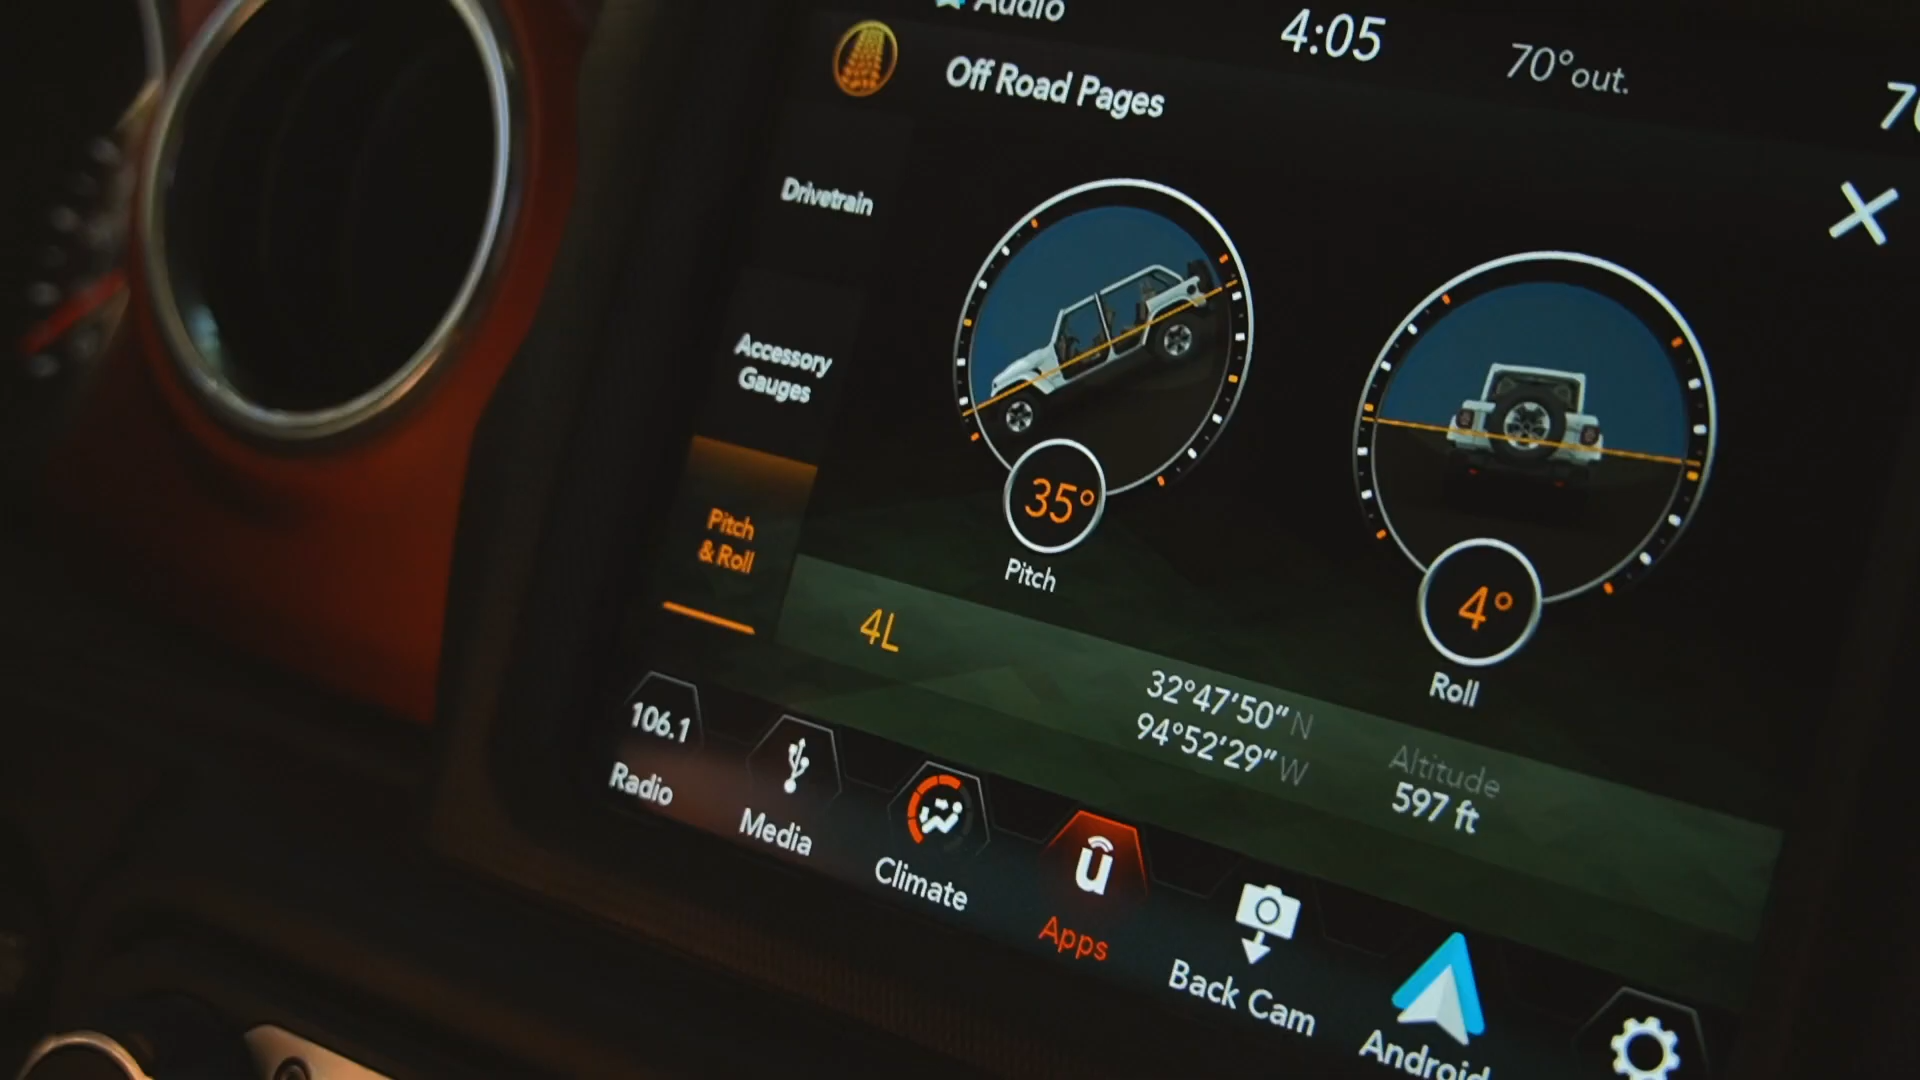 Audio
4:05
70°out.
Off Road Pages
Drivetrain
Accessory
Gauges
Pitch
& Roll
35°
Pitch
4°
Roll
4L
32°47'50"N
94°52'29"W
Altitude
597 ft
106.1
Radio
Media
Climate
Apps
Back Cam
Android